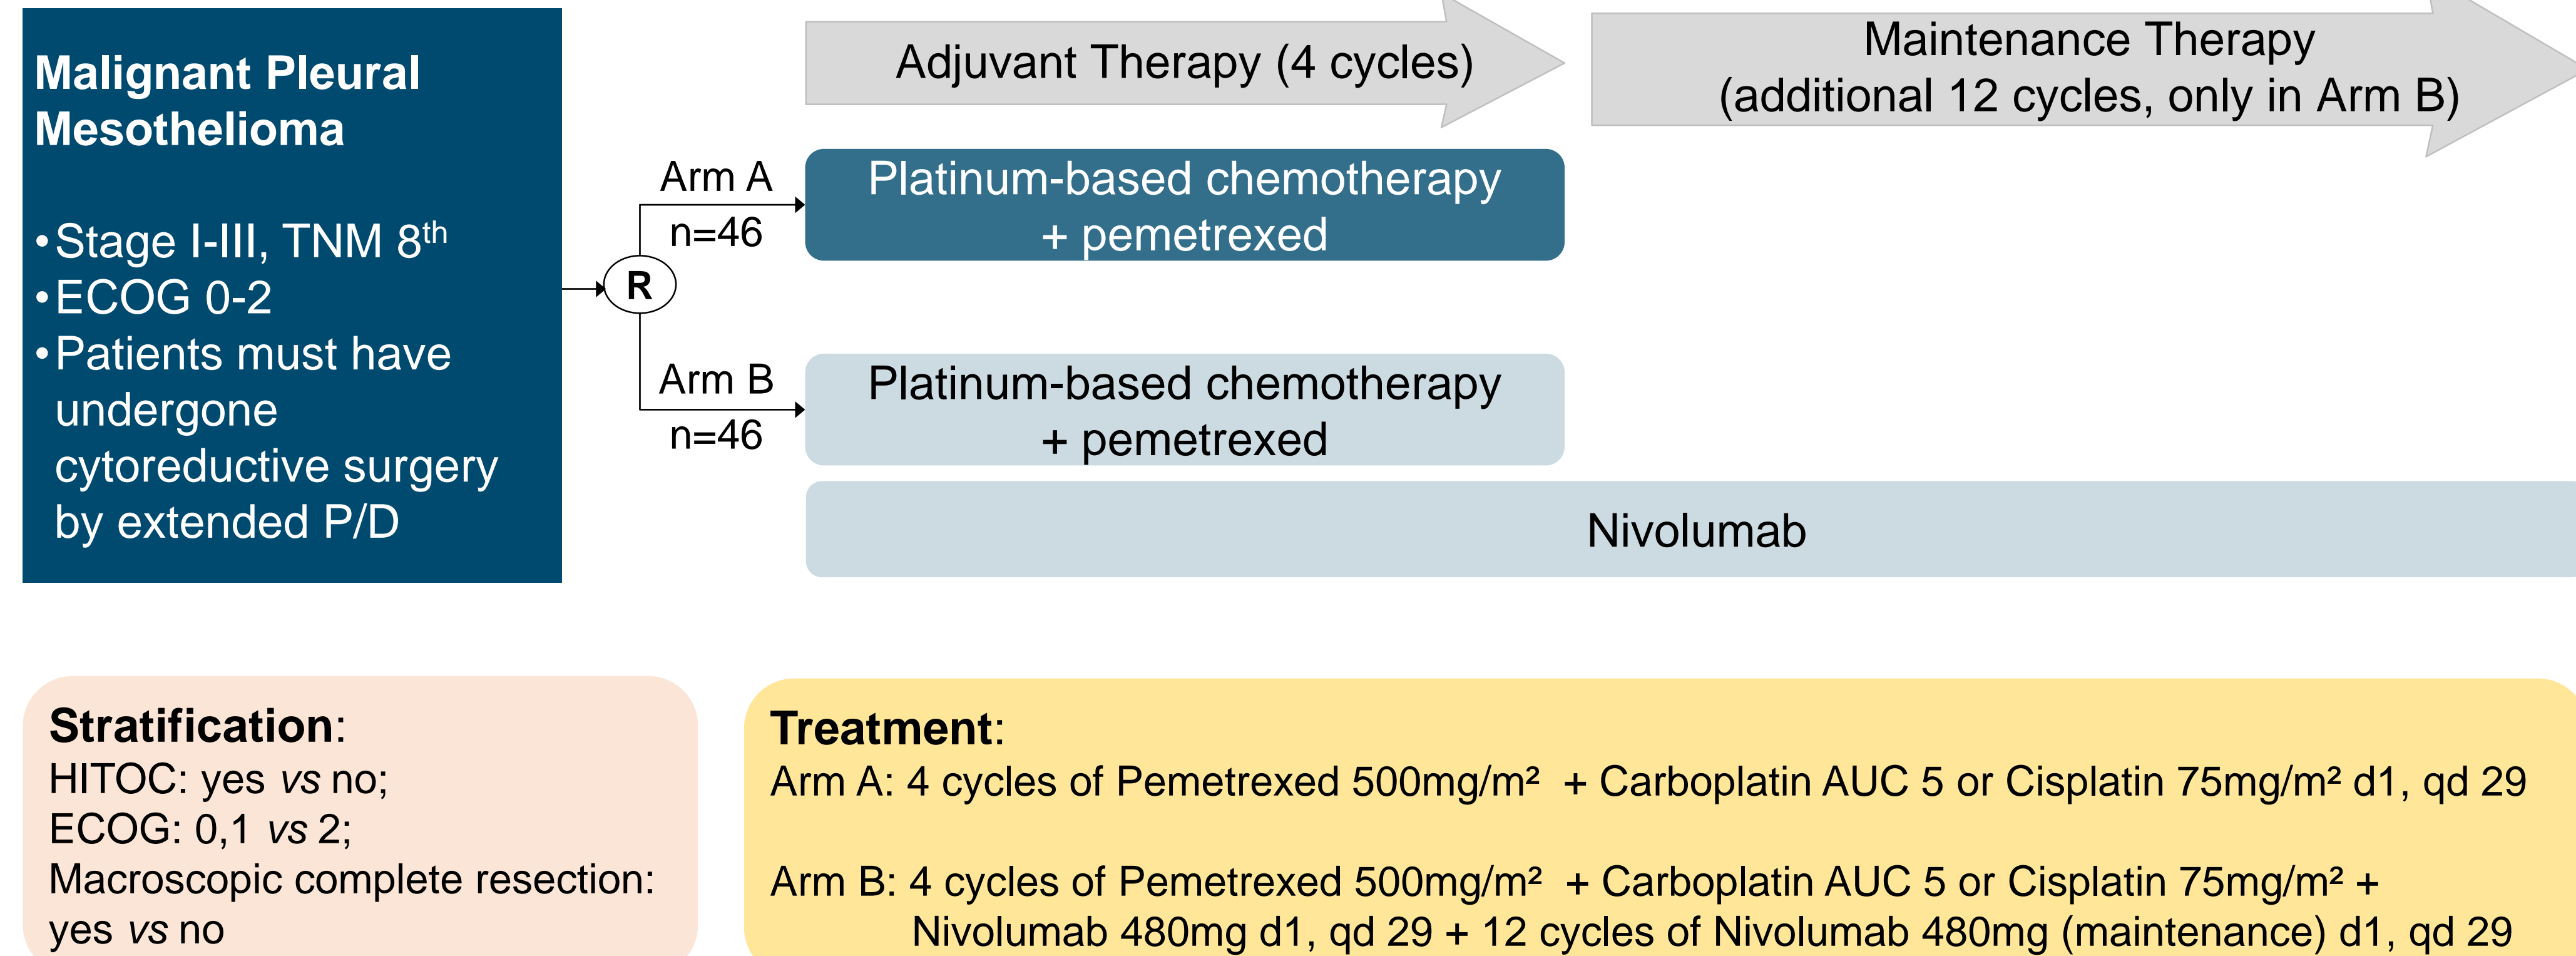 Malignant Pleural
Mesothelioma
•Stage I-III, TNM 8th
•ECOG 0-2
•Patients must have
undergone
cytoreductive surgery
by extended P/D
R
Arm A
n=46
Arm B
n=46
Adjuvant Therapy (4 cycles)
Maintenance Therapy
(additional 12 cycles, only in Arm B)
Platinum-based chemotherapy
+ pemetrexed
Platinum-based chemotherapy
+ pemetrexed
Nivolumab
Stratification:
HITOC: yes vs no;
ECOG: 0,1 vs 2;
Macroscopic complete resection:
yes vs no
Treatment:
Arm A: 4 cycles of Pemetrexed 500mg/m² + Carboplatin AUC 5 or Cisplatin 75mg/m² d1, qd 29
Arm B: 4 cycles of Pemetrexed 500mg/m² + Carboplatin AUC 5 or Cisplatin 75mg/m² +
Nivolumab 480mg d1, qd 29 + 12 cycles of Nivolumab 480mg (maintenance) d1, qd 29